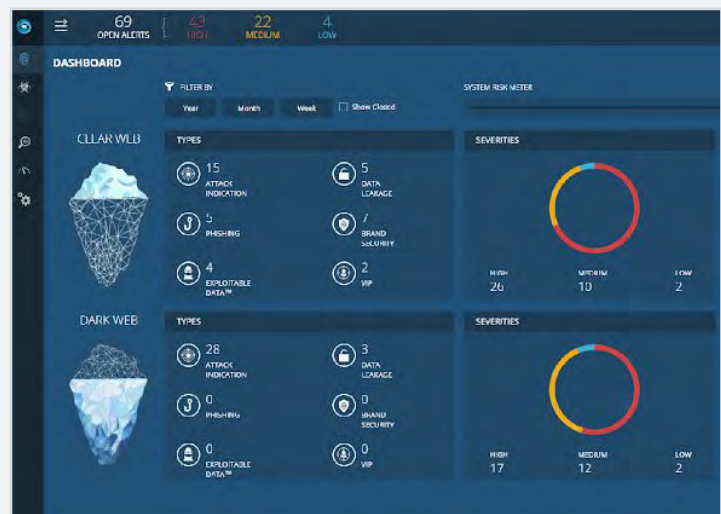 69
OPEN ALERTS
43
HIGH
22
MEDIUM
4
LOW
DASHBOARD
FILTER BY
Year Month Week Show Closed
SYSTEM RISK METER
CLEAR WEB
TYPES
15
ATTACK
INDICATION
5
DATA
LEAKAGE
5
PHISHING
7
BRAND
SECURITY
4
EXPLOITABLE
DATA™
2
VIP
SEVERITIES
HIGH
26
MEDIUM
10
LOW
2
DARK WEB
TYPES
28
ATTACK
INDICATION
3
DATA
LEAKAGE
0
PHISHING
0
BRAND
SECURITY
0
EXPLOITABLE
DATA™
0
VIP
SEVERITIES
HIGH
17
MEDIUM
12
LOW
2